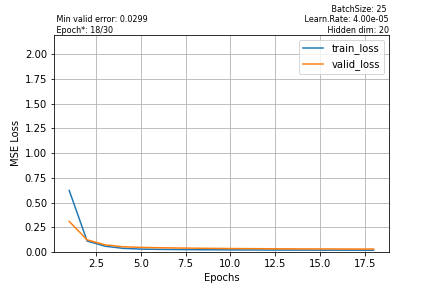 Min valid error: 0.0299
Epoch*: 18/30
BatchSize: 25
Learn.Rate: 4.00e-05
Hidden dim: 20
train_loss
valid_loss
MSE Loss
2.00
1.75
1.50
1.25
1.00
0.75
0.50
0.25
0.00
2.5 5.0 7.5 10.0 12.5 15.0 17.5
Epochs